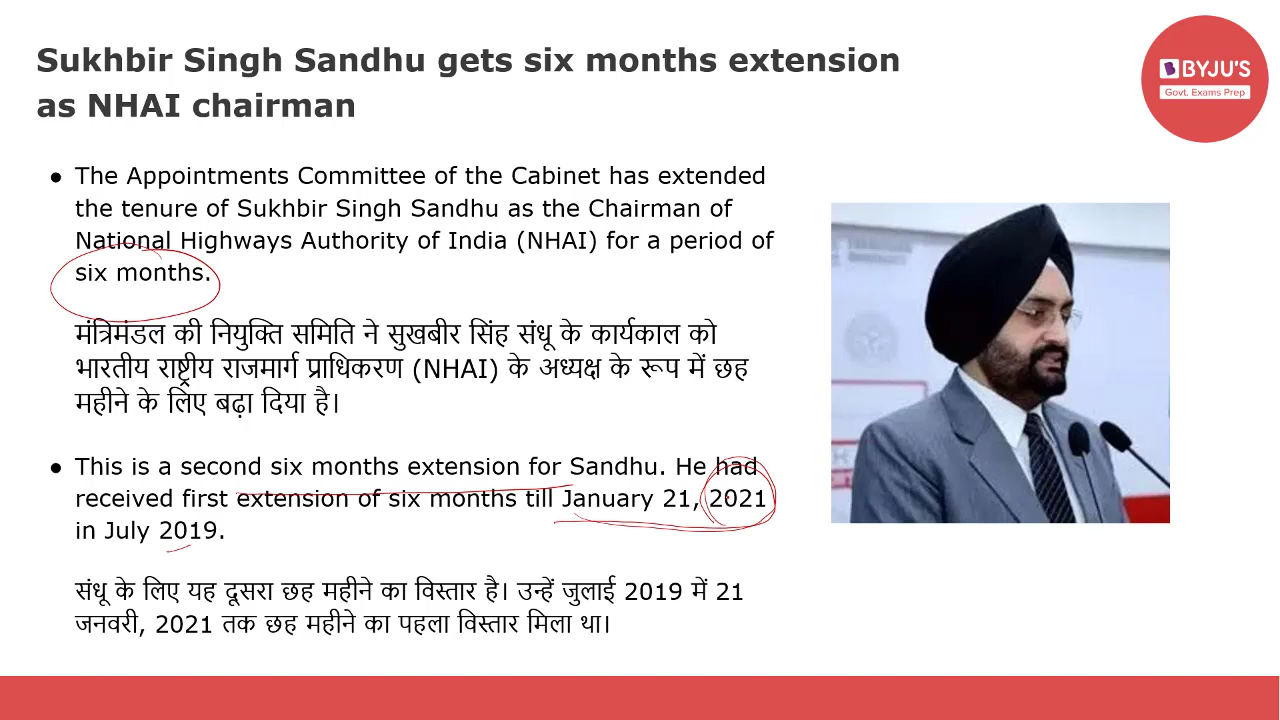 Sukhbir Singh Sandhu gets six months extension
as NHAI chairman
BYJU'S
Govt. Exams Prep
● The Appointments Committee of the Cabinet has extended
the tenure of Sukhbir Singh Sandhu as the Chairman of
National Highways Authority of India (NHAI) for a period of
six months.
मंत्रिमंडल की नियुक्ति समिति ने सुखबीर सिंह संधू के कार्यकाल को
भारतीय राष्ट्रीय राजमार्ग प्राधिकरण (NHAI) के अध्यक्ष के रूप में छह
महीने के लिए बढ़ा दिया है।
● This is a second six months extension for Sandhu. He had
received first extension of six months till January 21, 2021
in July 2019.
संधू के लिए यह दूसरा छह महीने का विस्तार है। उन्हें जुलाई 2019 में 21
जनवरी, 2021 तक छह महीने का पहला विस्तार मिला था।